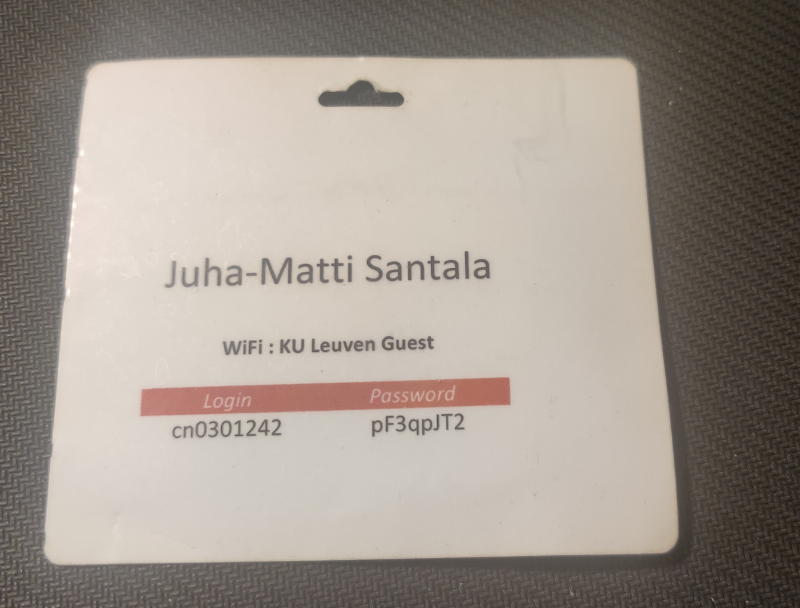 Juha-Matti Santala
WiFi : KU Leuven Guest
Login Password
cn0301242 pF3qpJT2